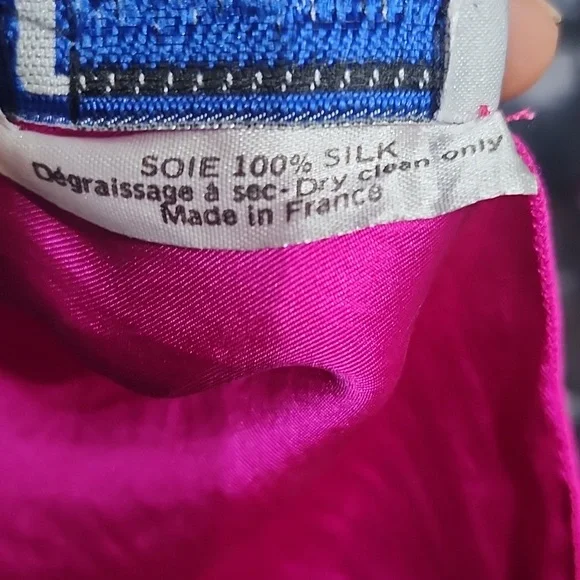 SOIE 100% SILK
Dégraissage à sec-Dry clean only
Made in France